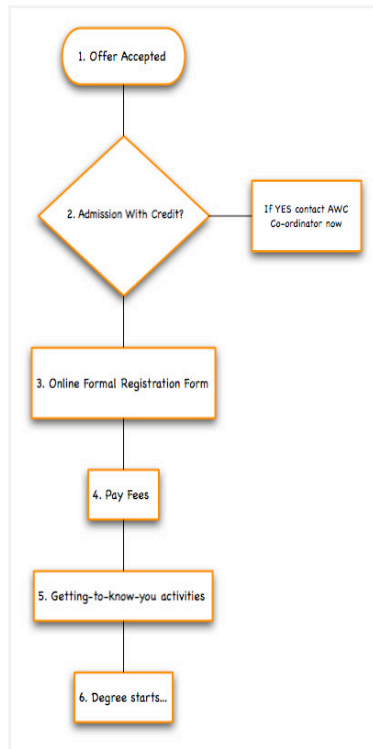 1. Offer Accepted
2. Admission With Credit?
If YES contact AWC
Co-ordinator now
3. Online Formal Registration Form
4. Pay Fees
5. Getting-to-know-you activities
6. Degree starts...